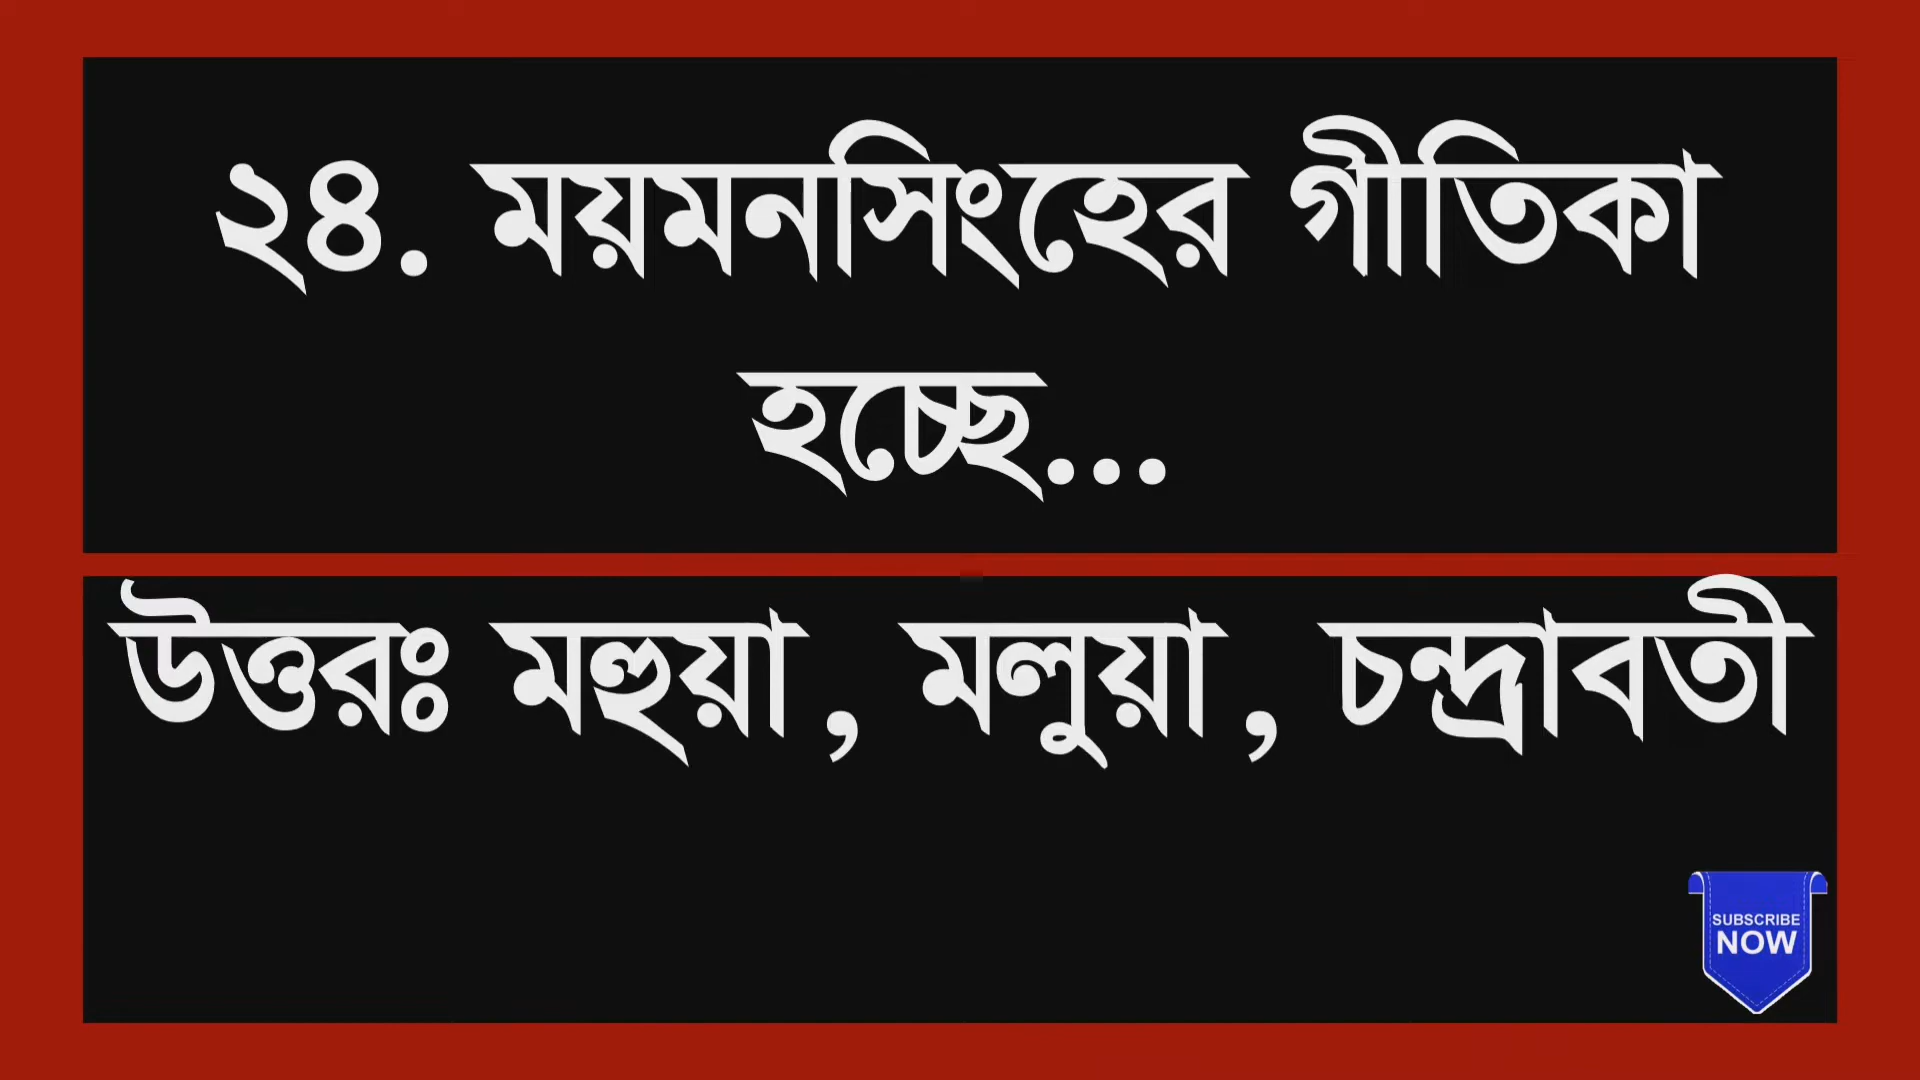 ২৪. ময়মনসিংহের গীতিকা
হচ্ছে...
উত্তরঃ মহুয়া, মলুয়া, চন্দ্রাবতী
SUBSCRIBE
NOW